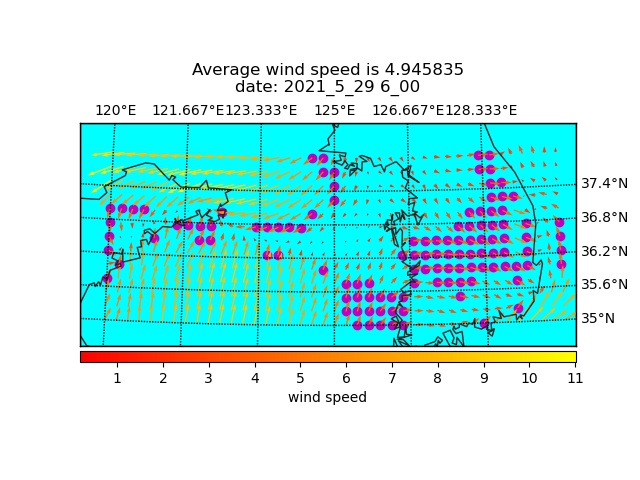 Average wind speed is 4.945835
date: 2021_5_29 6_00
120°E 121.667°E 123.333°E 125°E 126.667°E 128.333°E
37.4°N
36.8°N
36.2°N
35.6°N
35°N
1 2 3 4 5 6 7 8 9 10 11
wind speed